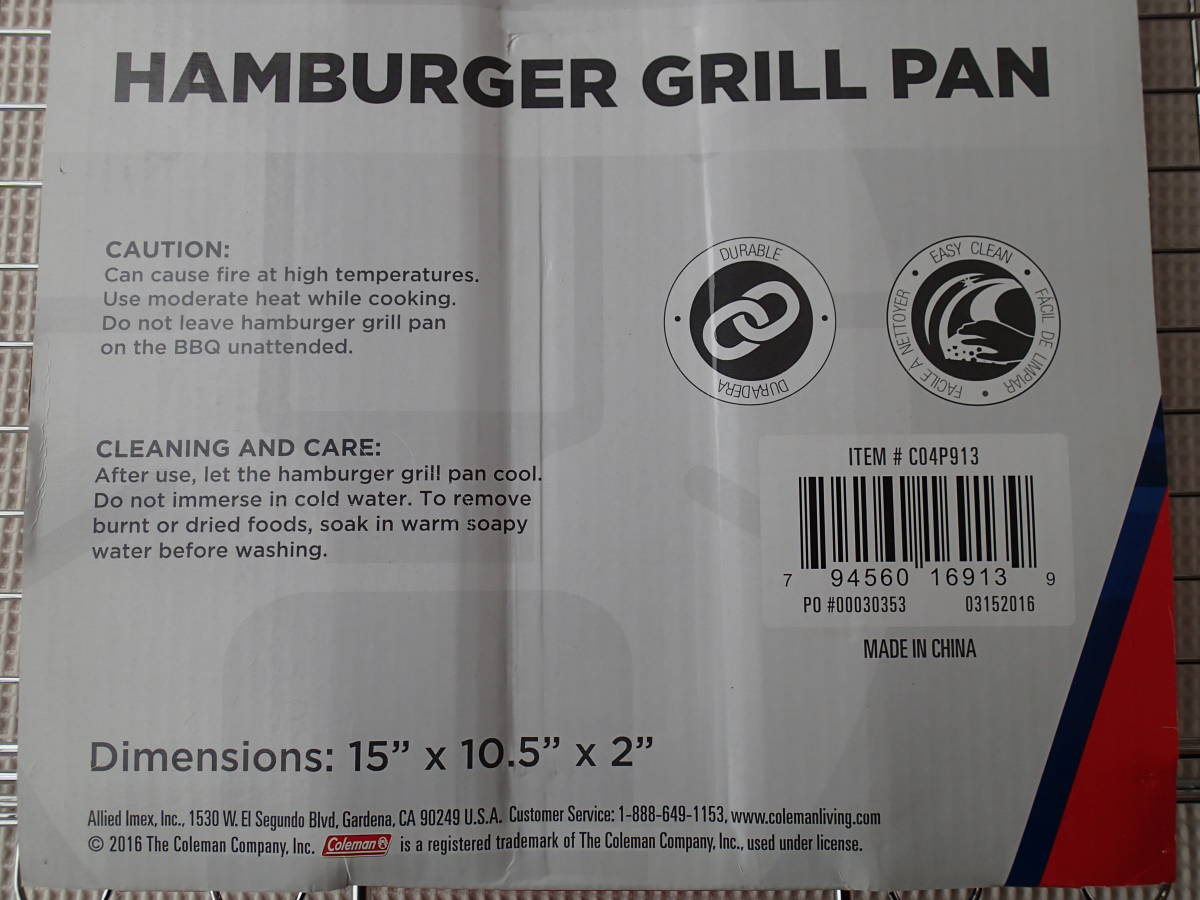 HAMBURGER GRILL PAN
CAUTION:
Can cause fire at high temperatures.
Use moderate heat while cooking.
Do not leave hamburger grill pan
on the BBQ unattended.
DURABLE
DURADERA
EASY CLEAN
FÁCIL DE LIMPIAR
FACILE A NETTOYER
CLEANING AND CARE:
After use, let the hamburger grill pan cool.
Do not immerse in cold water. To remove
burnt or dried foods, soak in warm soapy
water before washing.
ITEM # C04P913
7 94560 16913 9
PO #00030353 03152016
MADE IN CHINA
Dimensions: 15” x 10.5” x 2”
Allied Imex, Inc., 1530 W. El Segundo Blvd, Gardena, CA 90249 U.S.A. Customer Service: 1-888-649-1153, www.colemanliving.com
© 2016 The Coleman Company, Inc. Coleman is a registered trademark of The Coleman Company, Inc., used under license.